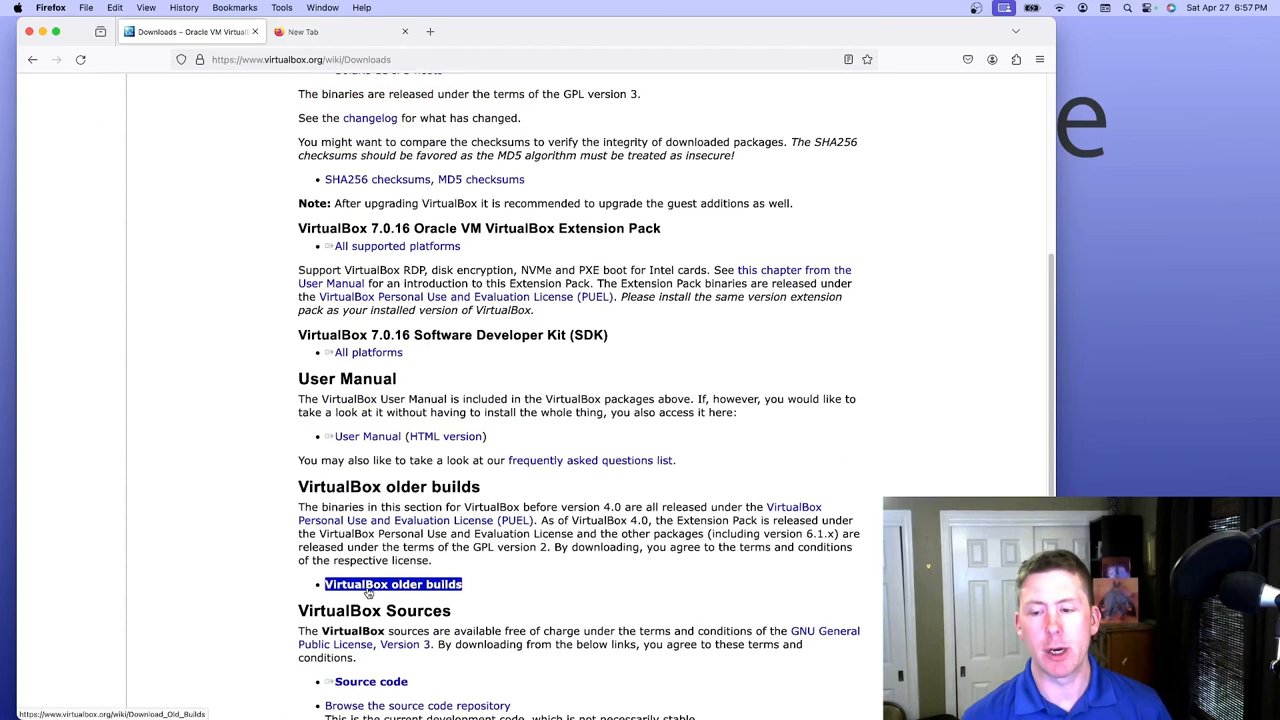 Firefox File Edit View History Bookmarks Tools Window Help Sat Apr 27 6:57 PM
Downloads – Oracle VM Virtual New Tab
https://www.virtualbox.org/wiki/Downloads
The binaries are released under the terms of the GPL version 3.
See the changelog for what has changed.
You might want to compare the checksums to verify the integrity of downloaded packages. The SHA256
checksums should be favored as the MD5 algorithm must be treated as insecure!
• SHA256 checksums, MD5 checksums
Note: After upgrading VirtualBox it is recommended to upgrade the guest additions as well.
VirtualBox 7.0.16 Oracle VM VirtualBox Extension Pack
• All supported platforms
Support VirtualBox RDP, disk encryption, NVMe and PXE boot for Intel cards. See this chapter from the
User Manual for an introduction to this Extension Pack. The Extension Pack binaries are released under
the VirtualBox Personal Use and Evaluation License (PUEL). Please install the same version extension
pack as your installed version of VirtualBox.
VirtualBox 7.0.16 Software Developer Kit (SDK)
• All platforms
User Manual
The VirtualBox User Manual is included in the VirtualBox packages above. If, however, you would like to
take a look at it without having to install the whole thing, you also access it here:
• User Manual (HTML version)
You may also like to take a look at our frequently asked questions list.
VirtualBox older builds
The binaries in this section for VirtualBox before version 4.0 are all released under the VirtualBox
Personal Use and Evaluation License (PUEL). As of VirtualBox 4.0, the Extension Pack is released under
the VirtualBox Personal Use and Evaluation License and the other packages (including version 6.1.x) are
released under the terms of the GPL version 2. By downloading, you agree to the terms and conditions
of the respective license.
• VirtualBox older builds
VirtualBox Sources
The VirtualBox sources are available free of charge under the terms and conditions of the GNU General
Public License, Version 3. By downloading from the below links, you agree to these terms and
conditions.
• Source code
• Browse the source code repository
This is the current development code, which is not necessarily stable.
https://www.virtualbox.org/wiki/Download_Old_Builds
e